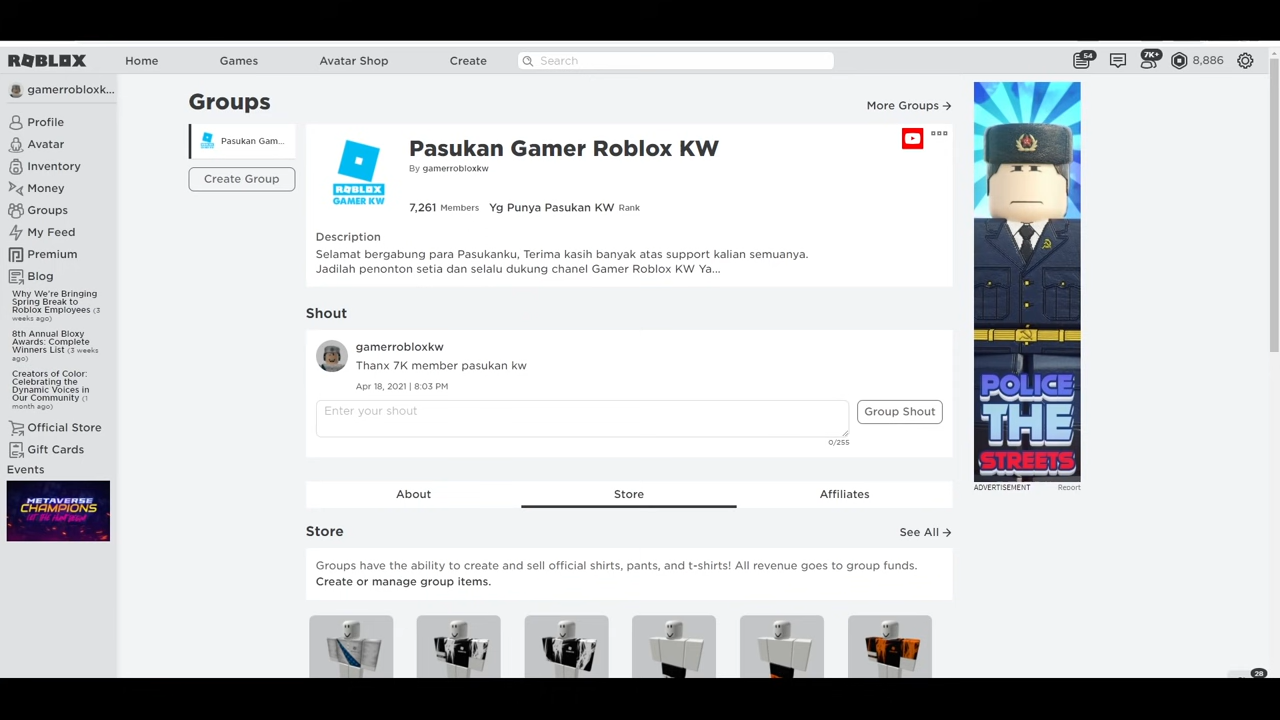 ROBLOX
Home
Games
Avatar Shop
Create
Search
54
7K+
8,886
gamerrobloxk...
Profile
Avatar
Inventory
Money
Groups
My Feed
Premium
Blog
Why We're Bringing
Spring Break to
Roblox Employees (3
weeks ago)
8th Annual Bloxy
Awards: Complete
Winners List (3 weeks
ago)
Creators of Color:
Celebrating the
Dynamic Voices in
Our Community (1
month ago)
Official Store
Gift Cards
Events
METAVERSE
CHAMPIONS
Groups
More Groups →
Pasukan Gam...
Create Group
ROBLOX
GAMER KW
Pasukan Gamer Roblox KW
By gamerrobloxkw
7,261 Members Yg Punya Pasukan KW Rank
Description
Selamat bergabung para Pasukanku, Terima kasih banyak atas support kalian semuanya.
Jadilah penonton setia dan selalu dukung chanel Gamer Roblox KW Ya...
Shout
gamerrobloxkw
Thanx 7K member pasukan kw
Apr 18, 2021 | 8:03 PM
Enter your shout
Group Shout
0/255
About
Store
Affiliates
Store
See All →
Groups have the ability to create and sell official shirts, pants, and t-shirts! All revenue goes to group funds.
Create or manage group items.
POLICE
THE
STREETS
ADVERTISEMENT
Report
28